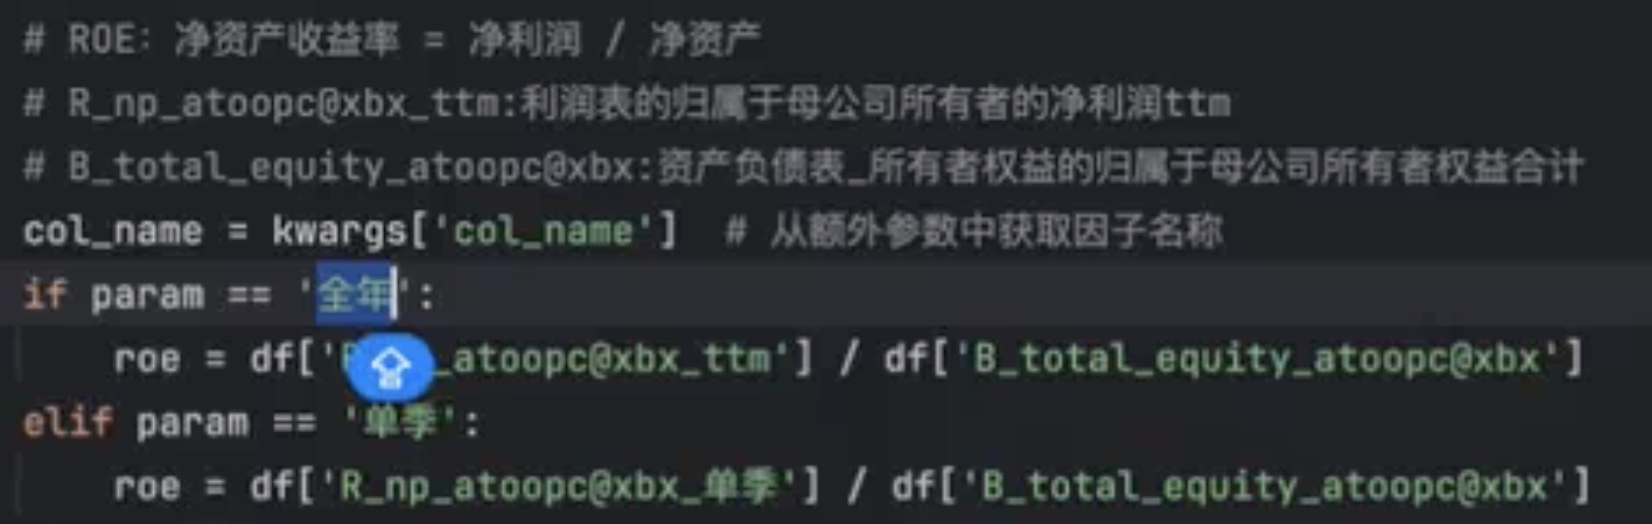 # ROE: 净资产收益率 = 净利润 / 净资产
# R_np_atoopc@xbx_ttm:利润表的归属于母公司所有者的净利润ttm
# B_total_equity_atoopc@xbx:资产负债表_所有者权益的归属于母公司所有者权益合计
col_name = kwargs['col_name']  # 从额外参数中获取因子名称
if param == '全年':
    roe = df['R_atoopc@xbx_ttm'] / df['B_total_equity_atoopc@xbx']
elif param == '单季':
    roe = df['R_np_atoopc@xbx_单季'] / df['B_total_equity_atoopc@xbx']